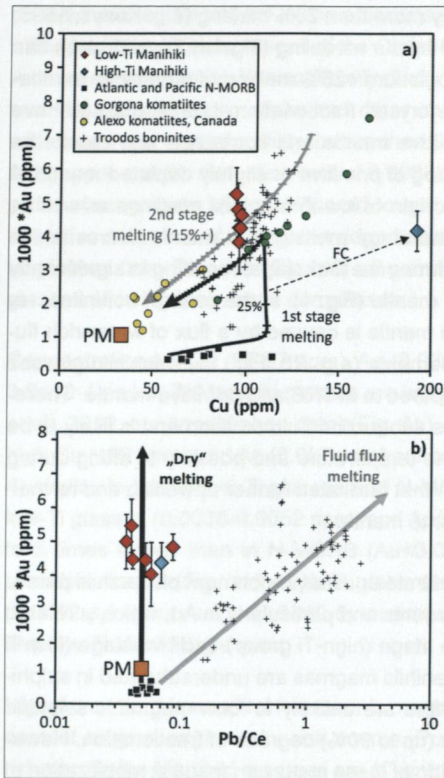 a)
10
9
8
7
6
5
4
3
2
1
0
10000 *Au (ppm)
Low-Ti Manihiki
High-Ti Manihiki
Atlantic and Pacific N-MORB
Gorgona komatiites
Alexo komatiites, Canada
Troodos boninites
2nd stage
melting (15%+)
FC
25%
1st stage
melting
PM
0 50 100 150 200
Cu (ppm)
b)
8
7
6
5
4
3
2
1
0
1000 *Au (ppm)
„Dry”
melting
Fluid flux
melting
PM
0.01 0.1 1 10
Pb/Ce